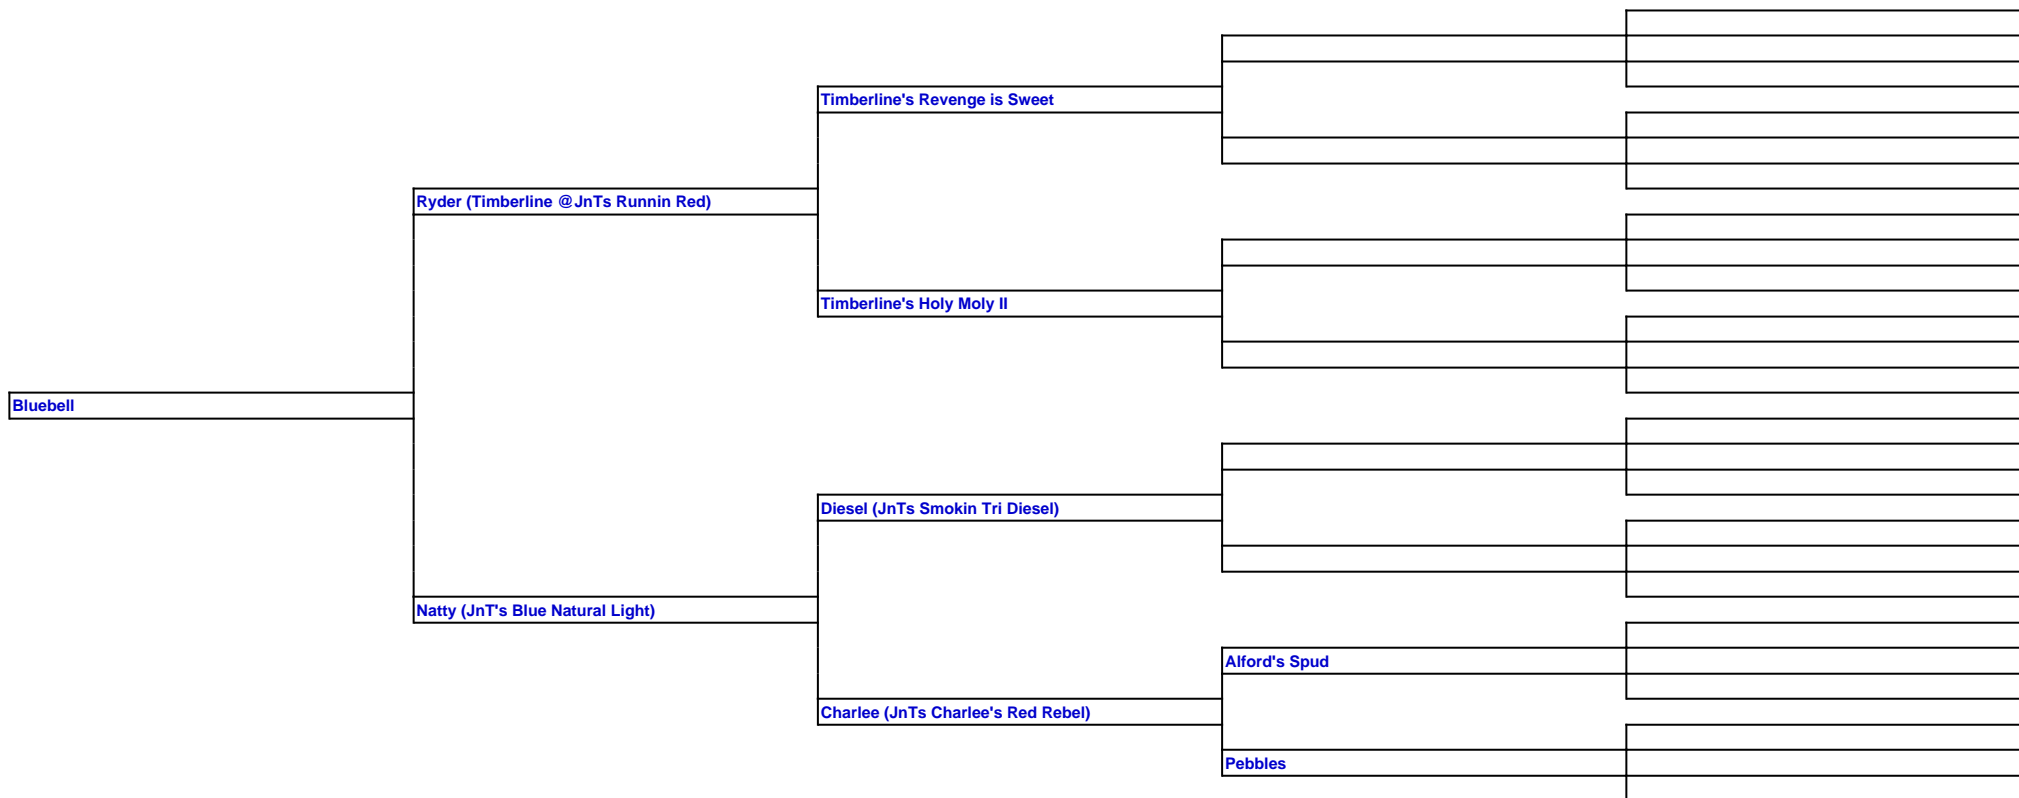 Timberline's Revenge is Sweet
Ryder (Timberline @JnTs Runnin Red)
Timberline's Holy Moly II
Bluebell
Diesel (JnTs Smokin Tri Diesel)
Natty (JnT's Blue Natural Light)
Alford's Spud
Charlee (JnTs Charlee's Red Rebel)
Pebbles